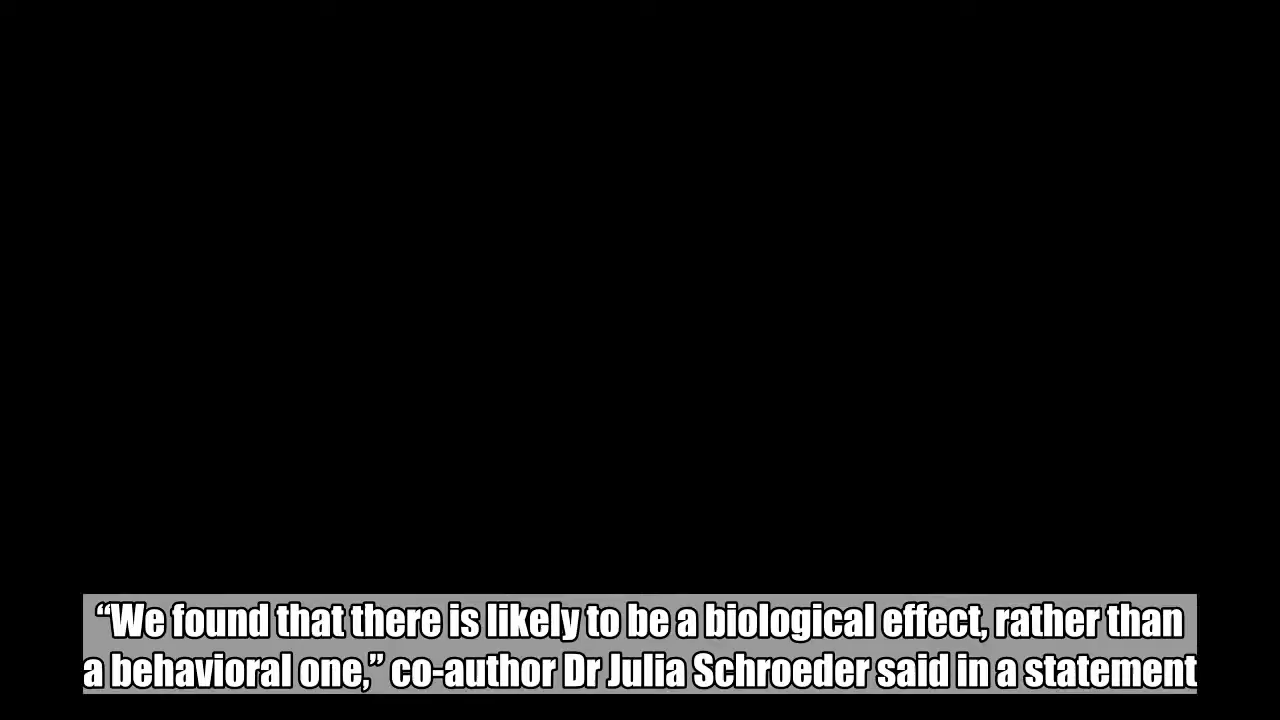 “We found that there is likely to be a biological effect, rather than
a behavioral one,” co-author Dr Julia Schroeder said in a statement